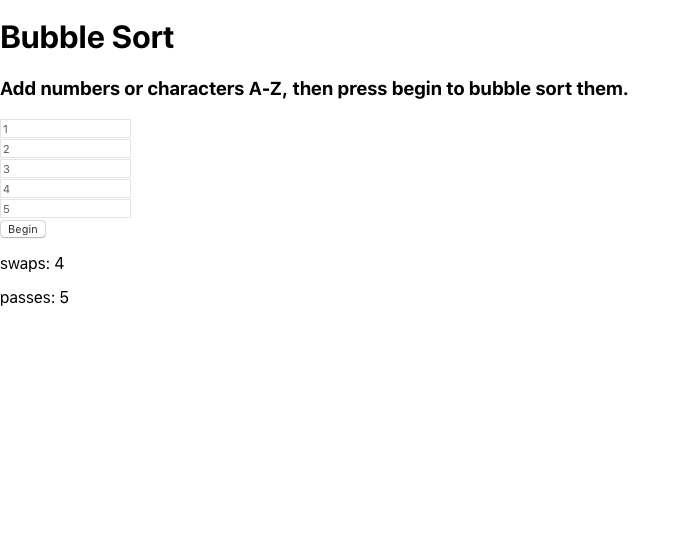 Bubble Sort
Add numbers or characters A-Z, then press begin to bubble sort them.
1
2
3
4
5
Begin
swaps: 4
passes: 5